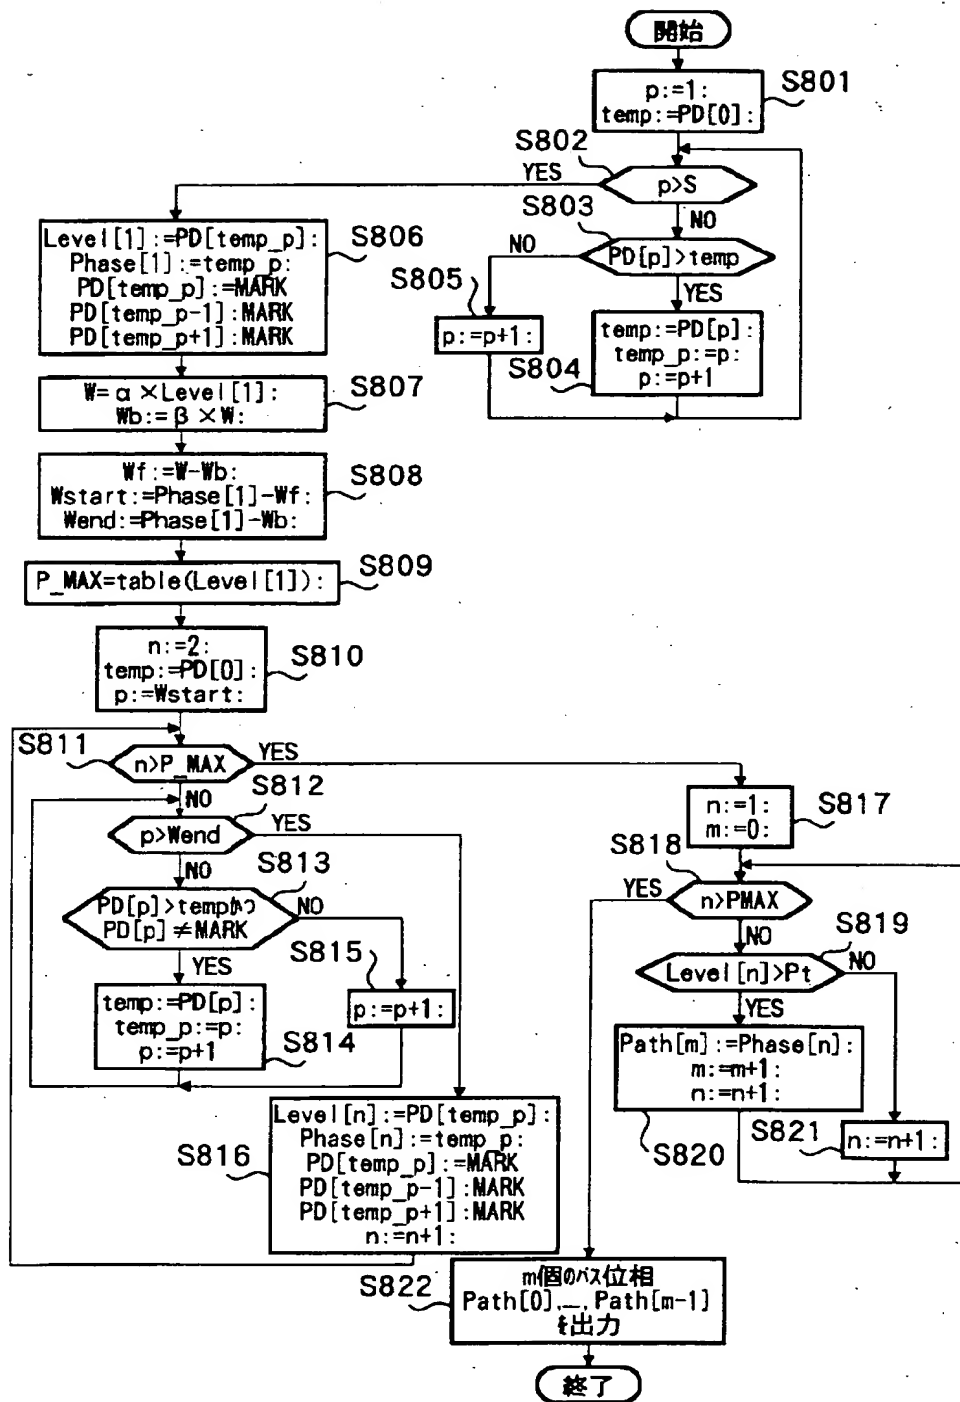 開始
S801
p:=1:
temp:=PD[0]:
S802
YES
p>S
S803
NO
NO
PD[p]>temp
S805
YES
p:=p+1:
temp:=PD[p]:
temp_p:=p:
p:=p+1
S804
S806
Level[1]:=PD[temp_p]:
Phase[1]:=temp_p:
PD[temp_p]:=MARK
PD[temp_p-1]:MARK
PD[temp_p+1]:MARK
S807
W=α×Level[1]:
Wb:=β×W:
S808
Wf:=W-Wb:
Wstart:=Phase[1]-Wf:
Wend:=Phase[1]-Wb:
S809
P_MAX=table(Level[1]):
S810
n:=2:
temp:=PD[0]:
p:=Wstart:
S811
YES
n>P_MAX
NO
S812
p>Wend
YES
NO
S813
PD[p]>tempかつ
PD[p]≠MARK
NO
YES
S815
p:=p+1:
temp:=PD[p]:
temp_p:=p:
p:=p+1
S814
S816
Level[n]:=PD[temp_p]:
Phase[n]:=temp_p:
PD[temp_p]:=MARK
PD[temp_p-1]:MARK
PD[temp_p+1]:MARK
n:=n+1:
S817
n:=1:
m:=0:
S818
YES
n>PMAX
NO
S819
Level[n]>Pt
NO
YES
Path[m]:=Phase[n]:
m:=m+1:
n:=n+1:
S820
S821
n:=n+1:
S822
m個のパス位相
Path[0],…,Path[m-1]
を出力
終了